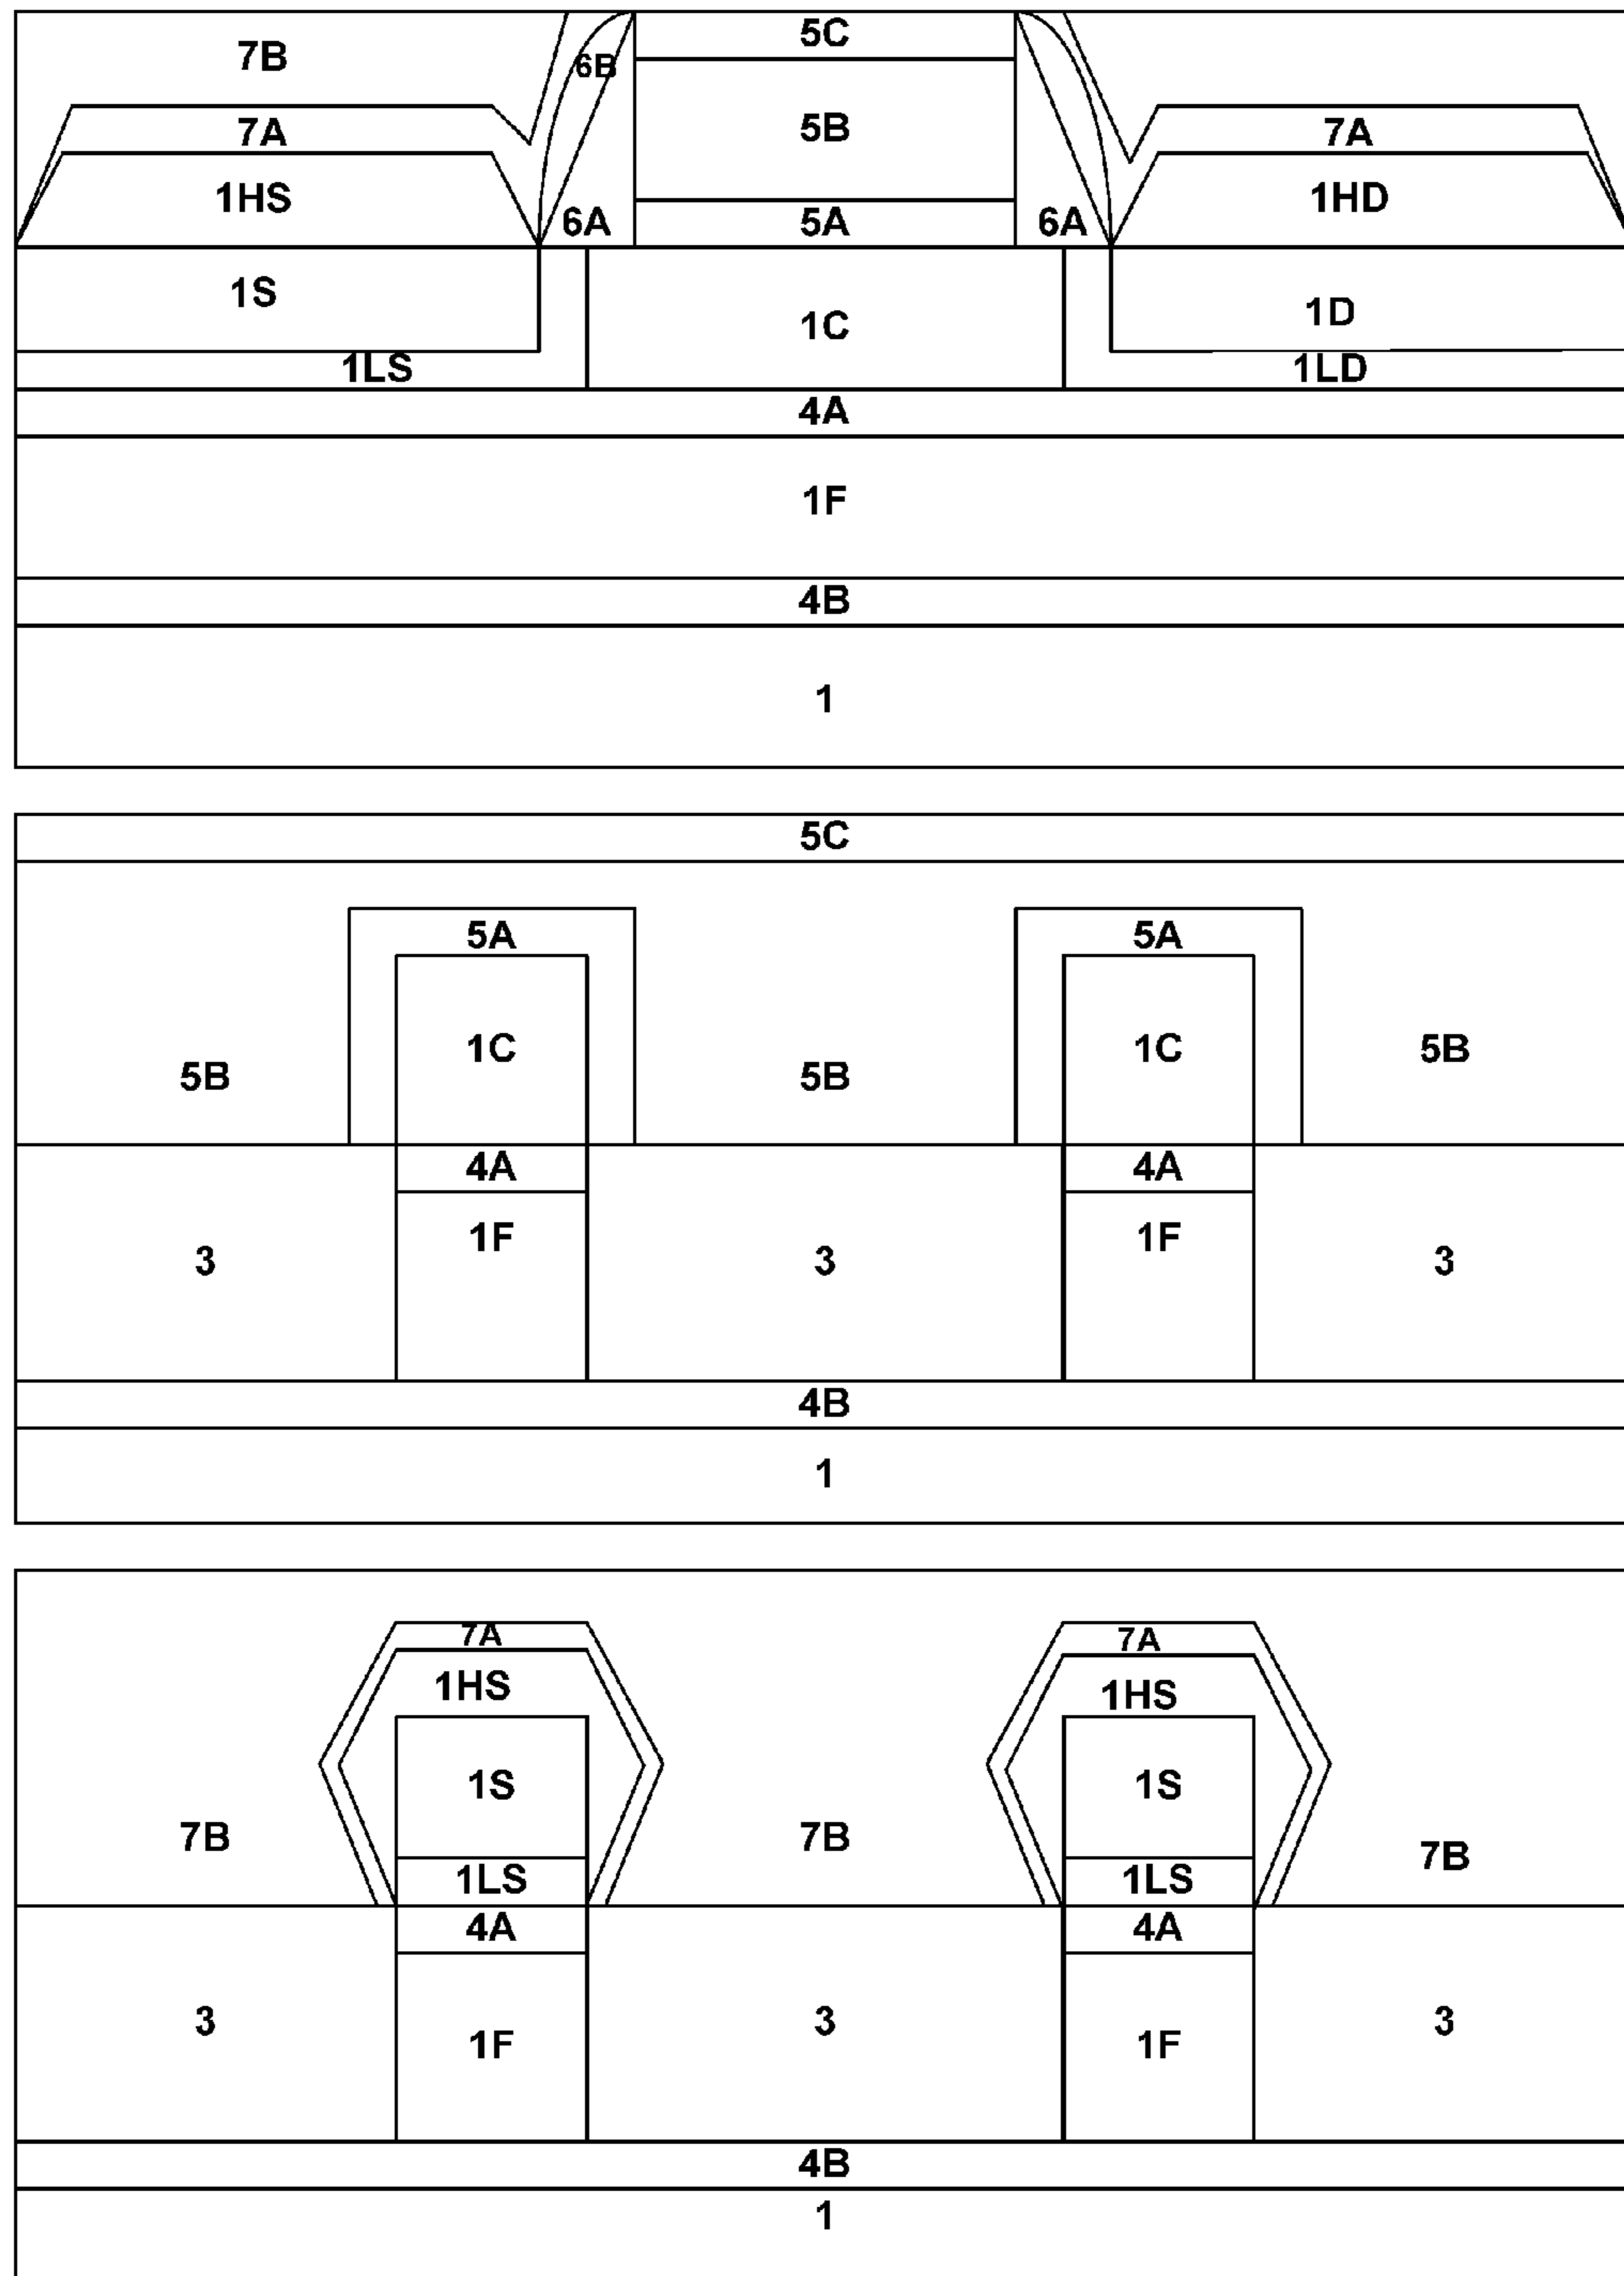 5C
7B 6B
5B
7A 7A
1HS 1HD
6A 5A 6A
1S 1C 1D
1LS 1LD
4A
1F
4B
1
5C
5A 5A
1C 1C 5B
5B 5B
4A 4A
1F 1F
3 3 3
4B
1
7A 7A
1HS 1HS
1S 1S
7B 7B 7B
1LS 1LS
4A 4A
3 3 3
1F 1F
4B
1